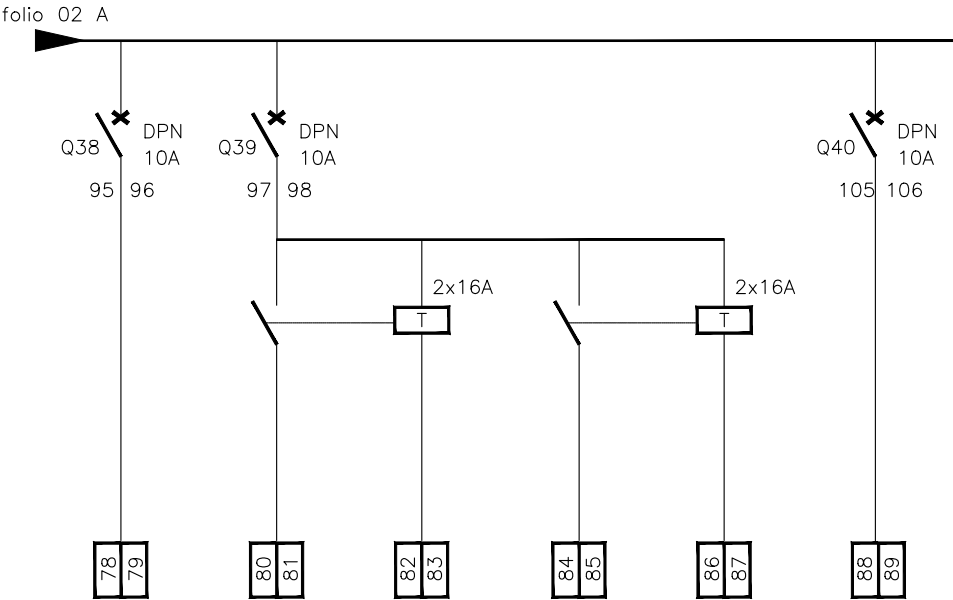 folio 02 A
Q38 DPN 10A
95 96
Q39 DPN 10A
97 98
Q40 DPN 10A
105 106
2x16A
T
2x16A
T
78 79
80 81
82 83
84 85
86 87
88 89